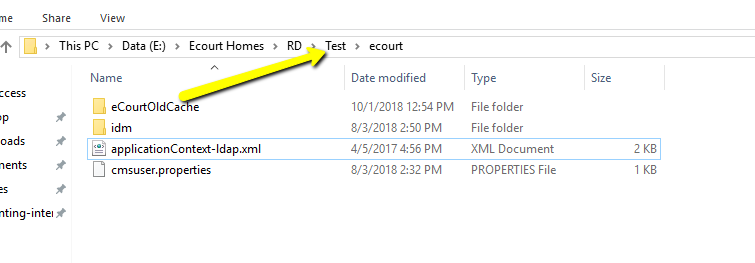 me
Share
View
This PC > Data (E:) > Ecourt Homes > RD > Test > ecourt
Name
Date modified
Type
Size
ccess
op
oads
ments
es
nting-inter
eCourtOldCache 10/1/2018 12:54 PM File folder
idm 8/3/2018 2:50 PM File folder
applicationContext-ldap.xml 4/5/2017 4:56 PM XML Document 2 KB
cmsuser.properties 8/3/2018 2:32 PM PROPERTIES File 1 KB